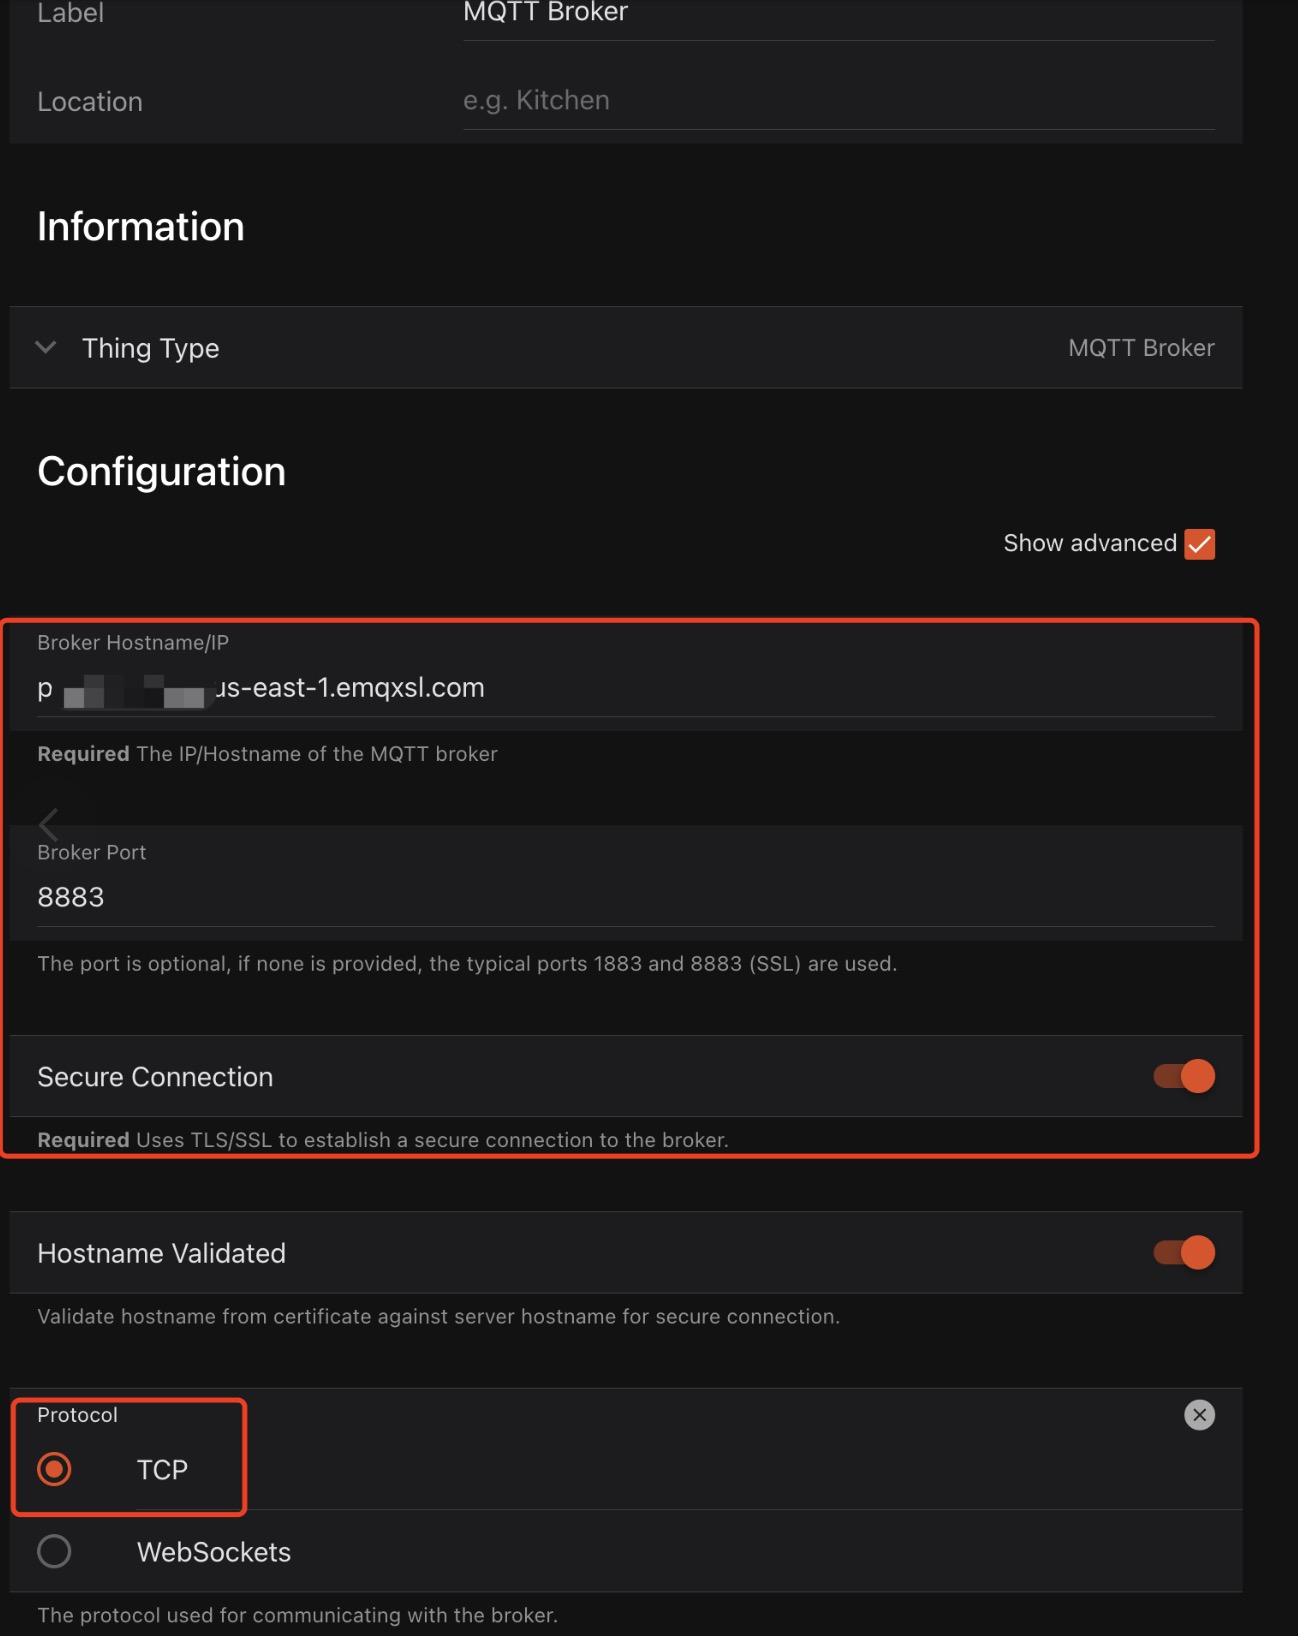 Label MQTT Broker
Location e.g. Kitchen
Information
Thing Type MQTT Broker
Configuration
Show advanced
Broker Hostname/IP
p us-east-1.emqxsl.com
Required The IP/Hostname of the MQTT broker
Broker Port
8883
The port is optional, if none is provided, the typical ports 1883 and 8883 (SSL) are used.
Secure Connection
Required Uses TLS/SSL to establish a secure connection to the broker.
Hostname Validated
Validate hostname from certificate against server hostname for secure connection.
Protocol
TCP
WebSockets
The protocol used for communicating with the broker.